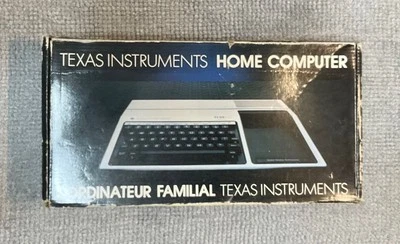 TEXAS INSTRUMENTS HOME COMPUTER
ORDINATEUR FAMILIAL TEXAS INSTRUMENTS